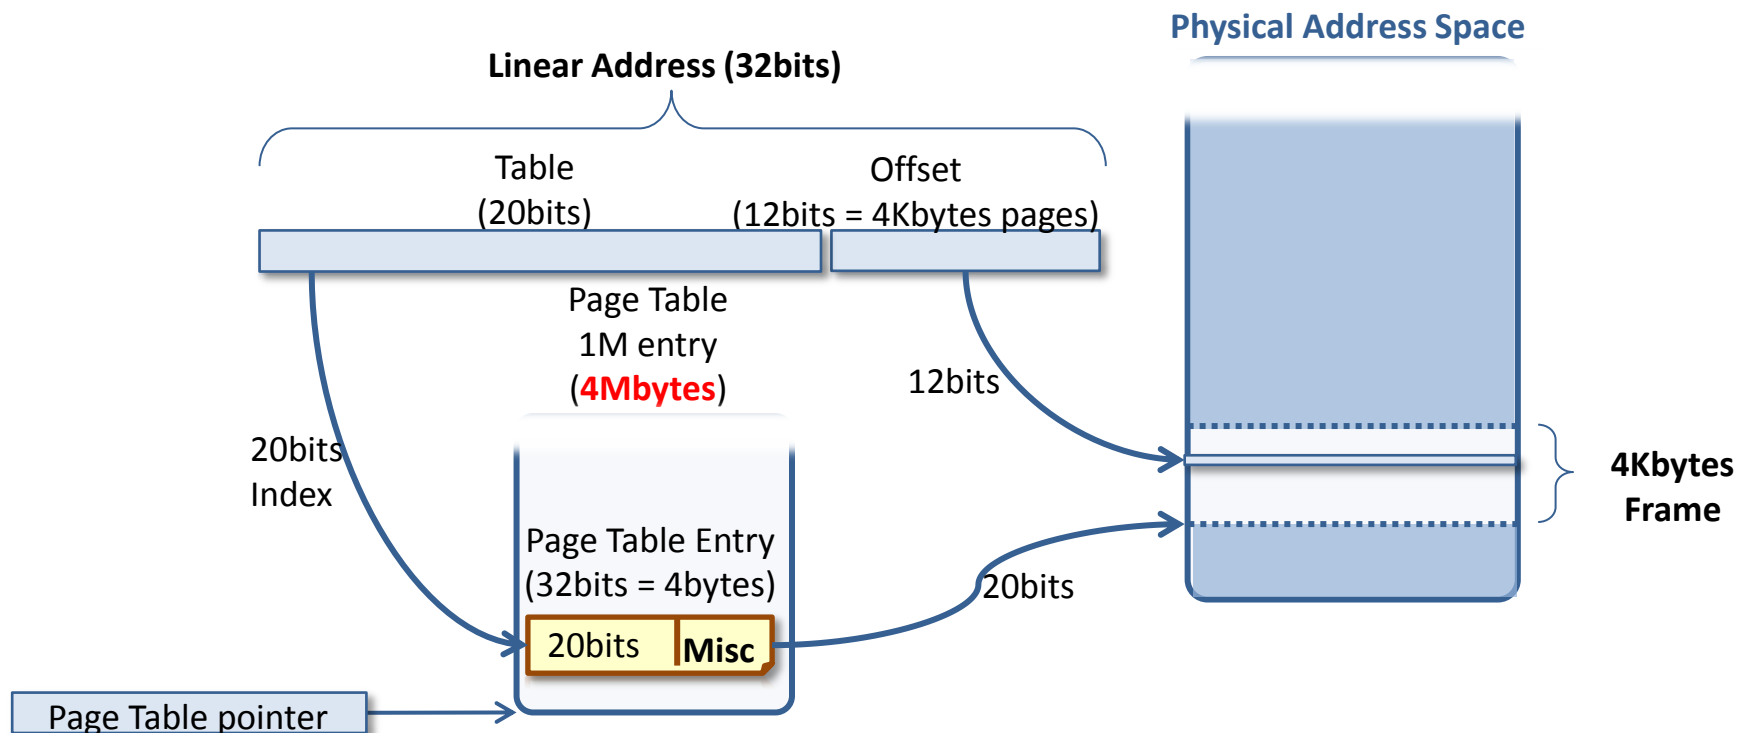 Physical Address Space
Linear Address (32bits)
Table
(20bits)
Offset
(12bits = 4Kbytes pages)
Page Table
1M entry
(4Mbytes)
12bits
20bits
Index
4Kbytes
Frame
Page Table Entry
(32bits = 4bytes)
20bits
20bits
Misc
Page Table pointer